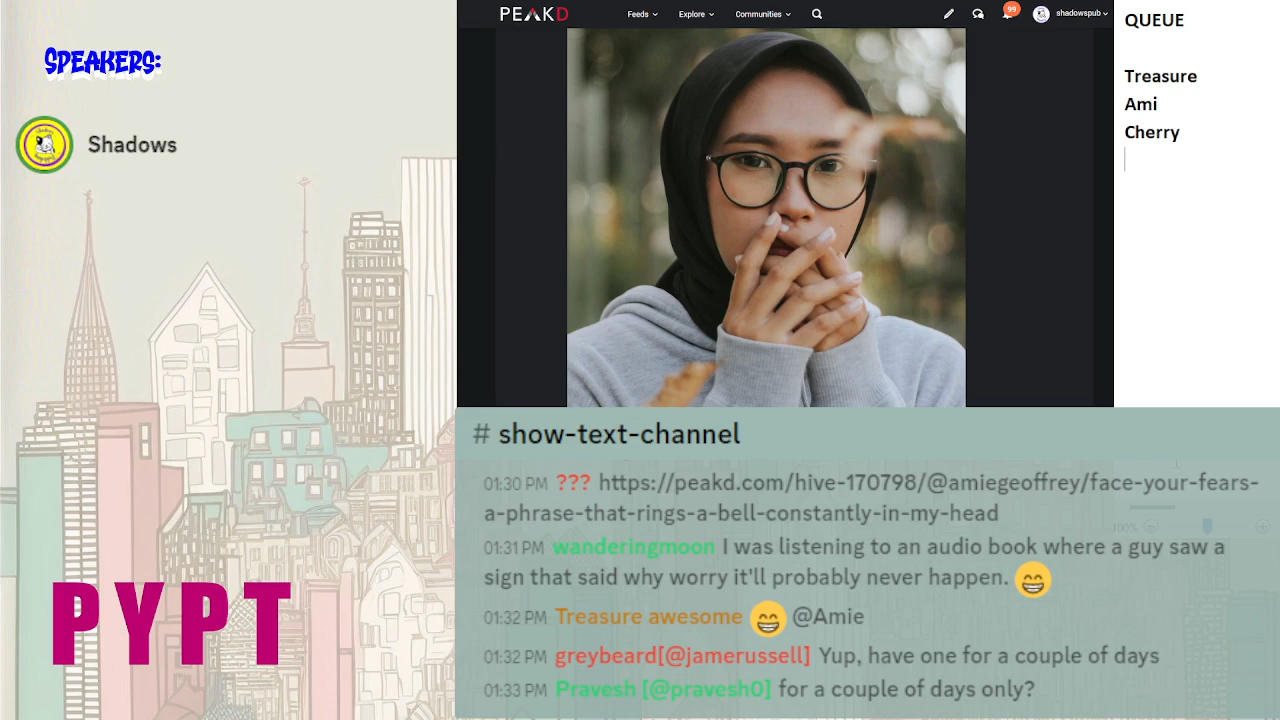 SPEAKERS:
Shadows
PYPT
PEAKD
Feeds
Explore
Communities
99
shadowspub
QUEUE
Treasure
Ami
Cherry
# show-text-channel
01:30 PM ??? https://peakd.com/hive-170798/@amiegeoffrey/face-your-fears-
a-phrase-that-rings-a-bell-constantly-in-my-head
01:31 PM wanderingmoon I was listening to an audio book where a guy saw a
sign that said why worry it'll probably never happen. 😁
01:32 PM Treasure awesome 😁 @Amie
01:32 PM greybeard[@jamerussell] Yup, have one for a couple of days
01:33 PM Pravesh [@pravesh0] for a couple of days only?
100%